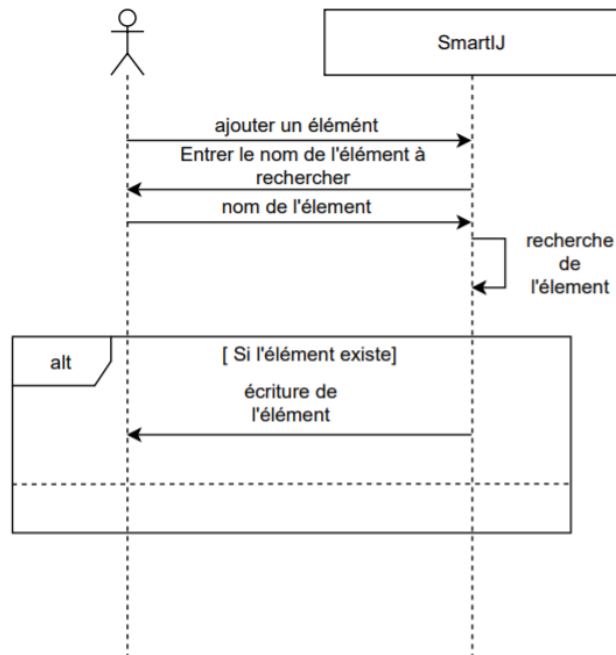 SmartIJ
ajouter un élémént
Entrer le nom de l'élément à
rechercher
nom de l'élement
recherche
de
l'élement
alt
[ Si l'élément existe]
écriture de
l'élément